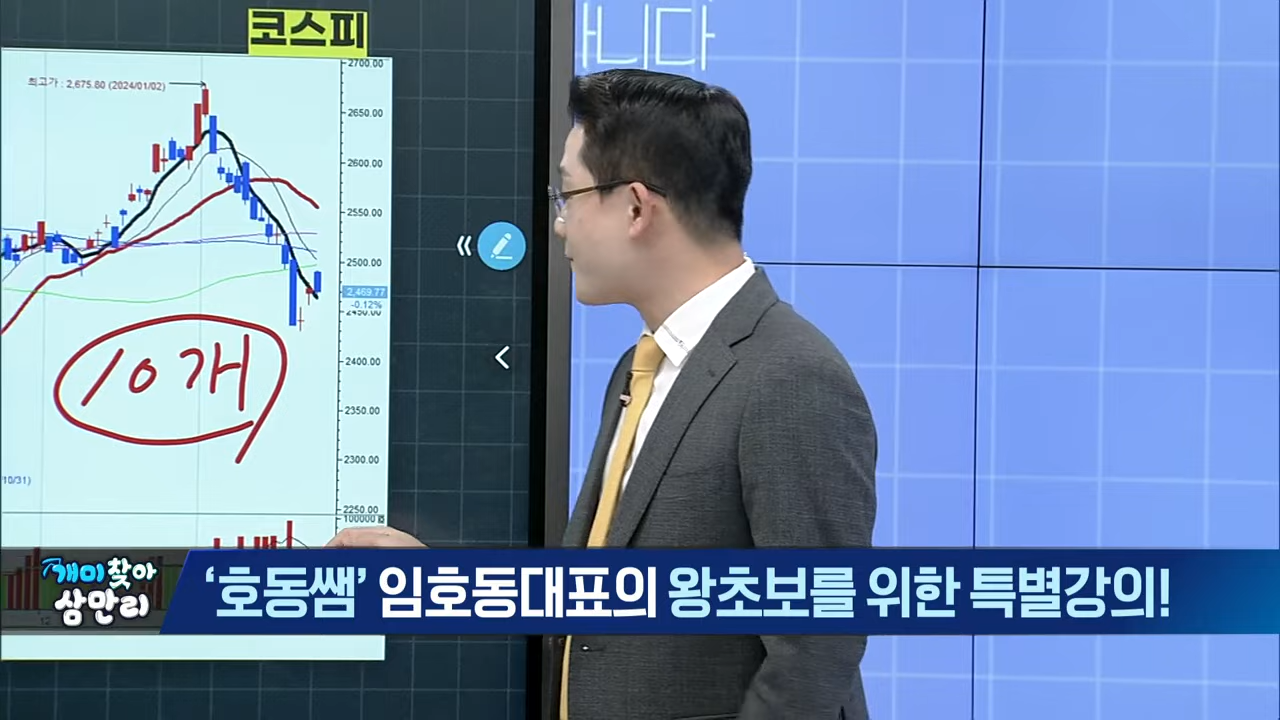 코스피
니다
최고가 : 2,675.80 (2024/01/02)
2700.00
2650.00
2600.00
2550.00
2500.00
2,469.77
-0.12%
2450.00
2400.00
2350.00
2300.00
2250.00
100000
10개
10/31)
12
개미찾아
삼만리
‘호동쌤’ 임호동대표의 왕초보를 위한 특별강의!